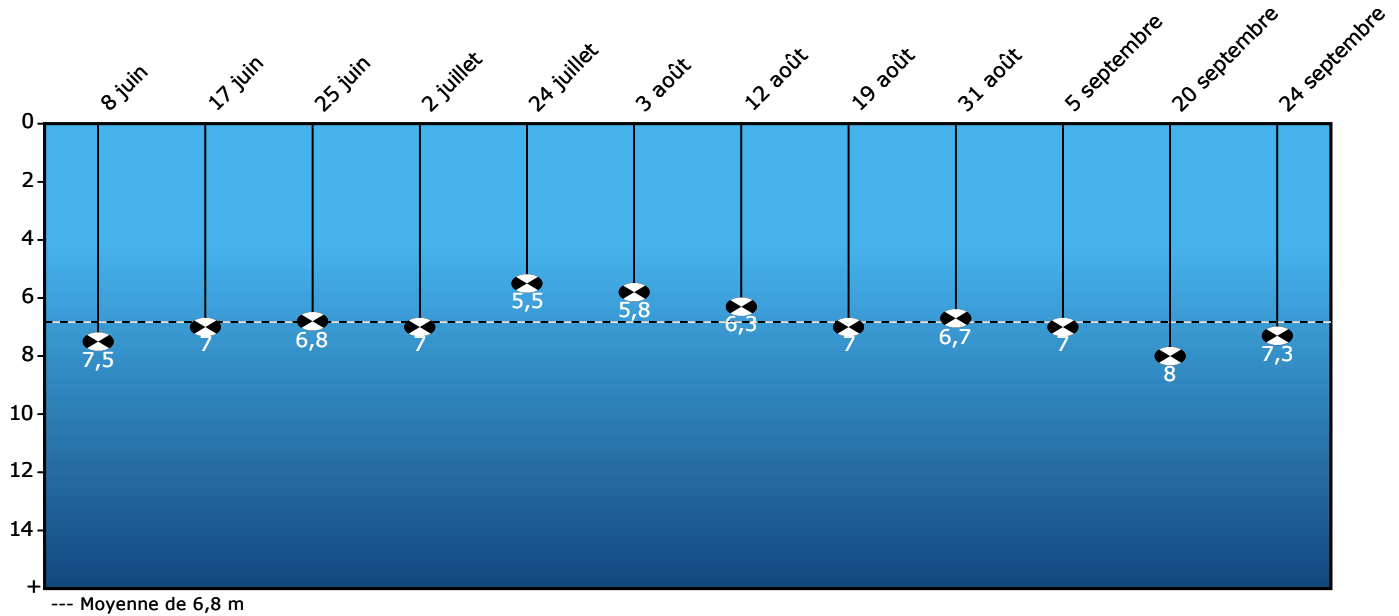 8 juin
17 juin
25 juin
2 juillet
24 juillet
3 août
12 août
19 août
31 août
5 septembre
20 septembre
24 septembre
0
2
4
6
8
10
12
14
+
7,5
7
6,8
7
5,5
5,8
6,3
7
6,7
7
8
7,3
--- Moyenne de 6,8 m